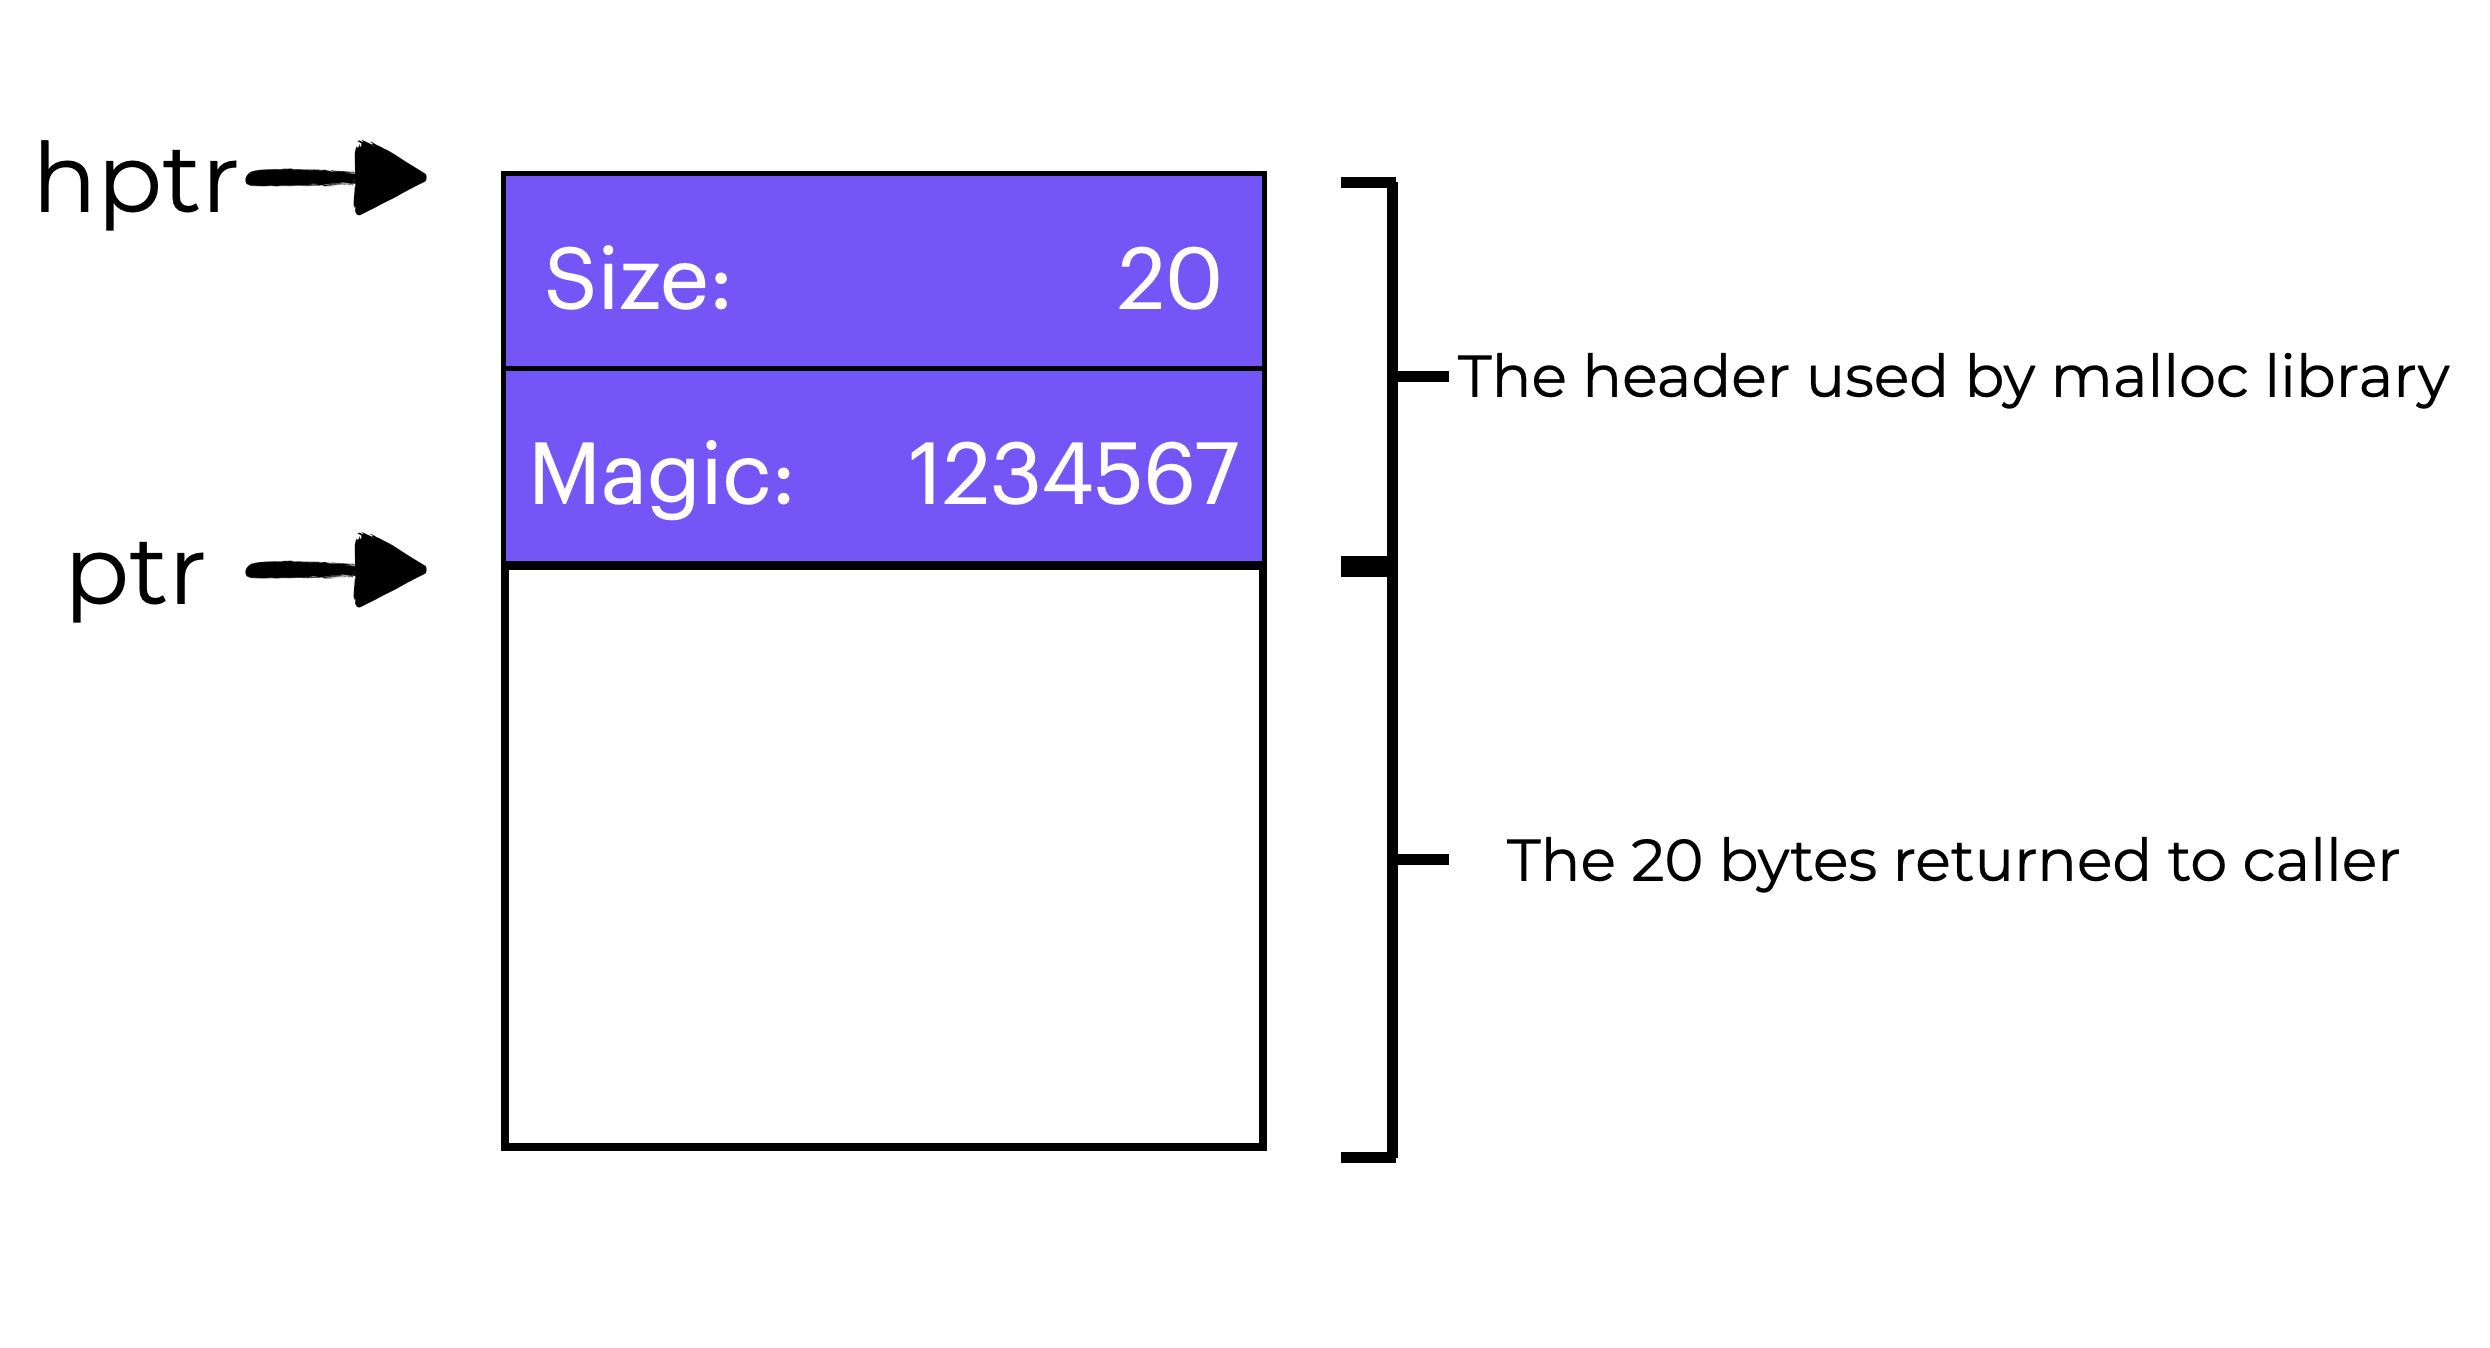 hptr
Size: 20
The header used by malloc library
Magic: 1234567
ptr
The 20 bytes returned to caller